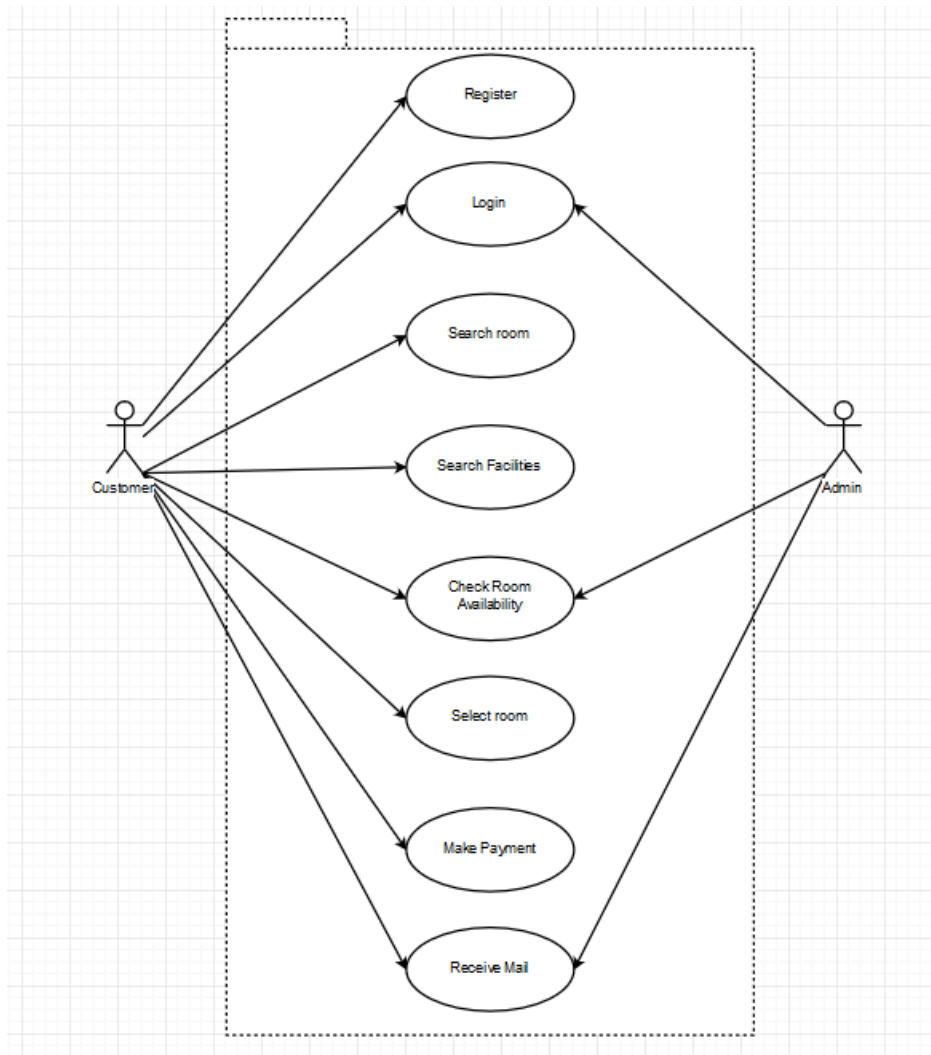 Register
Login
Search room
Search Facilities
Customer
Admin
Check Room
Availability
Select room
Make Payment
Receive Mail